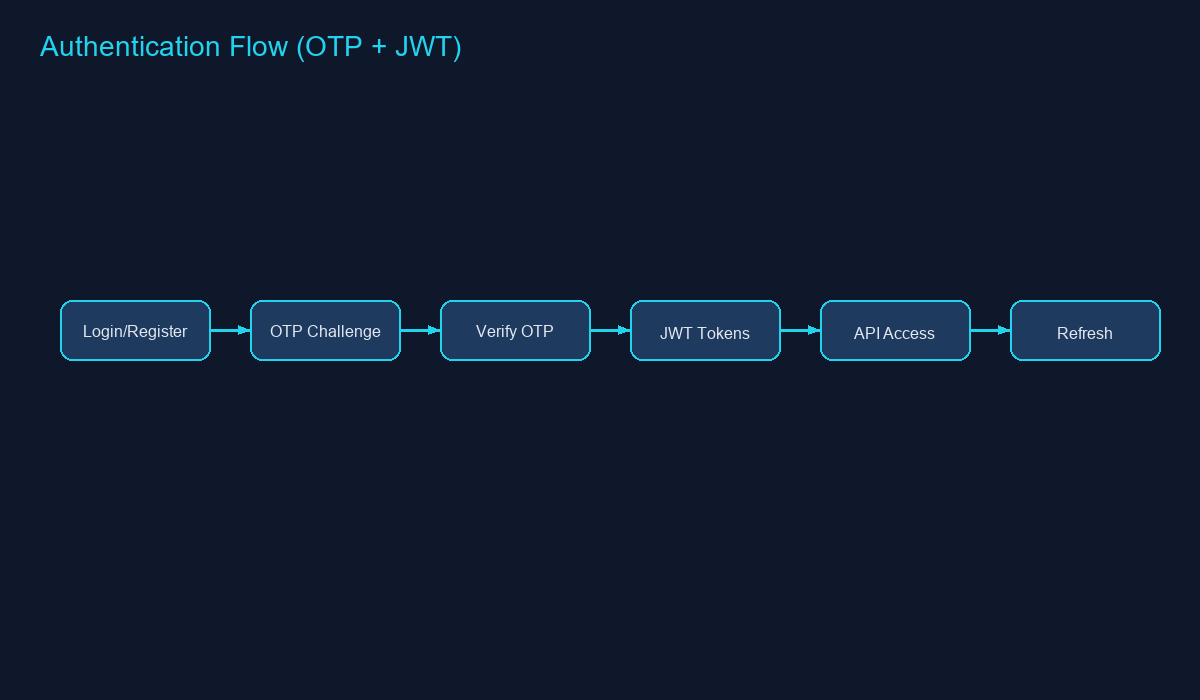 Authentication Flow (OTP + JWT)
Login/Register
OTP Challenge
Verify OTP
JWT Tokens
API Access
Refresh